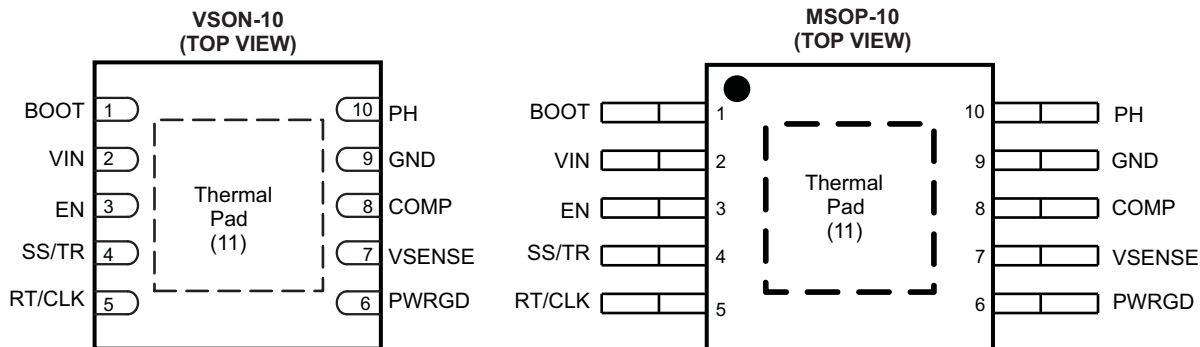 VSON-10
(TOP VIEW)
BOOT 1
VIN 2
EN 3
SS/TR 4
RT/CLK 5
Thermal
Pad
(11)
10 PH
9 GND
8 COMP
7 VSENSE
6 PWRGD
MSOP-10
(TOP VIEW)
BOOT 1
VIN 2
EN 3
SS/TR 4
RT/CLK 5
Thermal
Pad
(11)
10 PH
9 GND
8 COMP
7 VSENSE
6 PWRGD